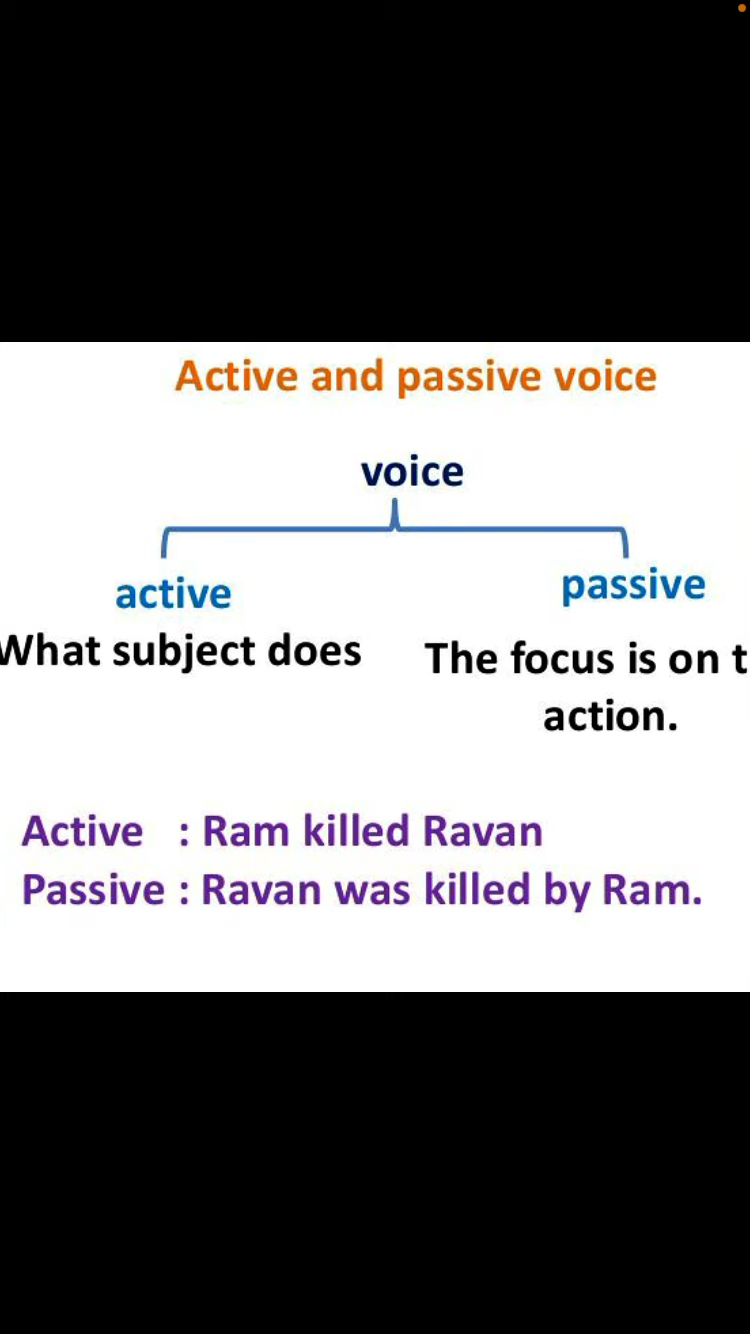 Active and passive voice
voice
active
passive
What subject does
The focus is on t
action.
Active : Ram killed Ravan
Passive : Ravan was killed by Ram.